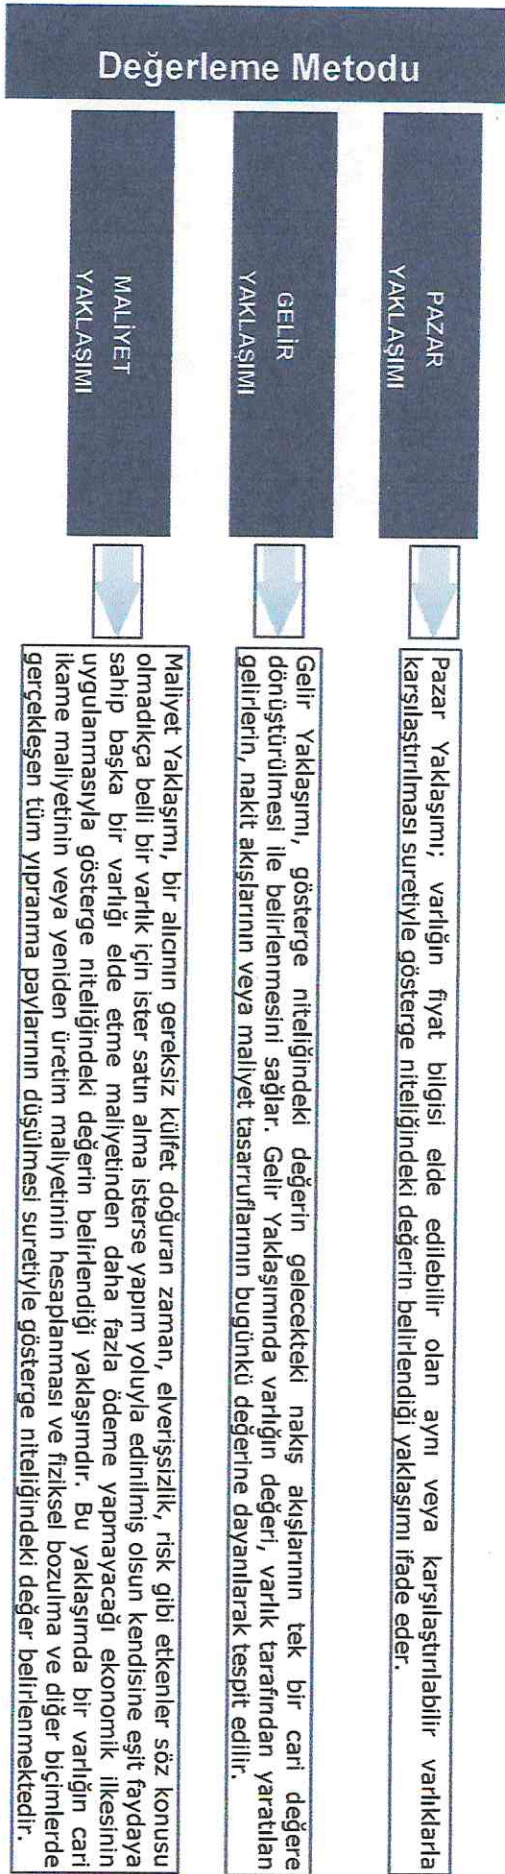 Değerleme Metodu
PAZAR
YAKLAŞIMI
Pazar Yaklaşımı; varlığın fiyat bilgisi elde edilebilir olan aynı veya karşılaştırılabilir varlıklarla
karşılaştırılması suretiyle gösterge niteliğindeki değerin belirlendiği yaklaşımı ifade eder.
GELİR
YAKLAŞIMI
Gelir Yaklaşımı, gösterge niteliğindeki değerin gelecekteki nakış akışlarının tek bir cari değere
dönüştürülmesi ile belirlenmesini sağlar. Gelir Yaklaşımında varlığın değeri, varlık tarafından yaratılan
gelirlerin, nakit akışlarının veya maliyet tasarruflarının bugünkü değerine dayanılarak tespit edilir.
MALİYET
YAKLAŞIMI
Maliyet Yaklaşımı, bir alıcının gereksiz külfet doğuran zaman, elverişsizlik, risk gibi etkenler söz konusu
olmadıkça belli bir varlık için ister satın alma isterse yapım yoluyla edinilmiş olsun kendisine eşit faydaya
sahip başka bir varlığı elde etme maliyetinden daha fazla ödeme yapmayacağı ekonomik ilkesinin
uygulanmasıyla gösterge niteliğindeki değerin belirlendiği yaklaşımdır. Bu yaklaşımda bir varlığın cari
ikame maliyetinin veya yeniden üretim maliyetinin hesaplanması ve fiziksel bozulma ve diğer biçimlerde
gerçekleşen tüm yıpranma paylarının düşülmesi suretiyle gösterge niteliğindeki değer belirlenmektedir.